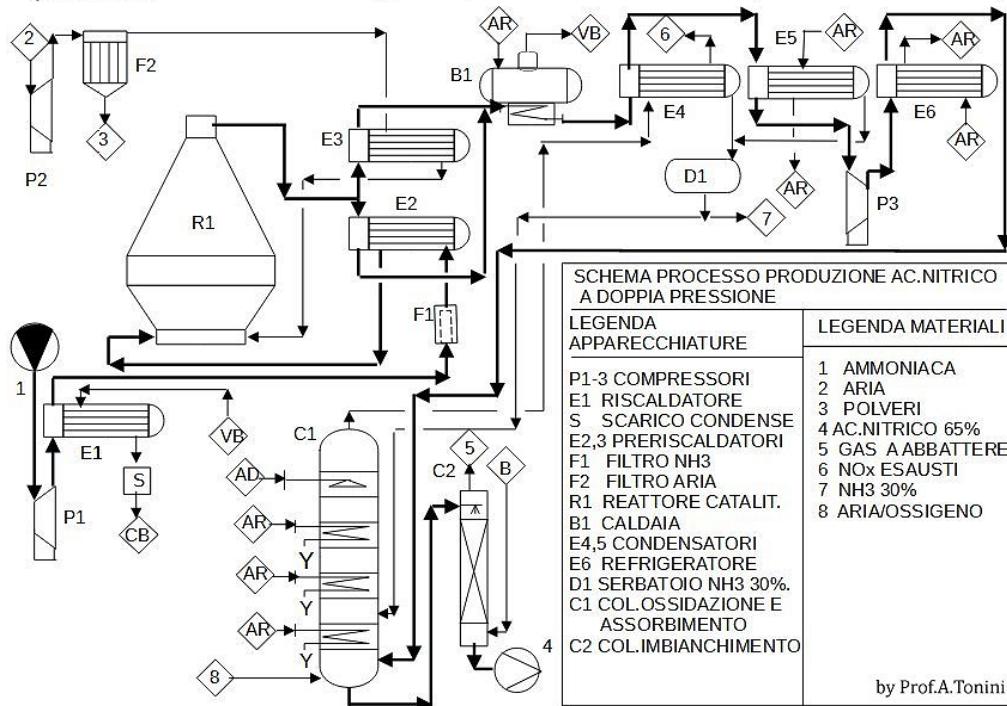 2
F2
3
P2
R1
E3
E2
AR
VB
B1
6
E4
E5
AR
AR
E6
AR
D1
7
AR
P3
F1
1
E1
VB
S
CB
P1
C1
AD
AR
Y
AR
Y
AR
Y
8
5
B
C2
4
SCHEMA PROCESSO PRODUZIONE AC.NITRICO
A DOPPIA PRESSIONE
LEGENDA
APPARECCHIATURE
P1-3 COMPRESSORI
E1 RISCALDATORE
S SCARICO CONDENSE
E2,3 PRERISCALDATORI
F1 FILTRO NH3
F2 FILTRO ARIA
R1 REATTORE CATALIT.
B1 CALDAIA
E4,5 CONDENSATORI
E6 REFRIGERATORE
D1 SERBATOIO NH3 30%.
C1 COL.OSSIDAZIONE E
ASSORBIMENTO
C2 COL.IMBIANCHIMENTO
LEGENDA MATERIALI
1 AMMONIACA
2 ARIA
3 POLVERI
4 AC.NITRICO 65%
5 GAS A ABBATTERE
6 NOx ESAUSTI
7 NH3 30%
8 ARIA/OSSIGENO
by Prof.A.Tonini